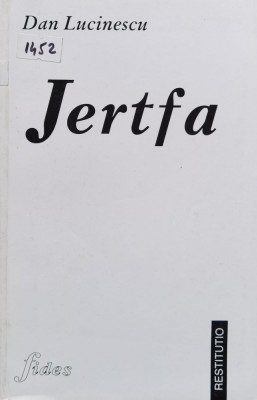 Dan Lucinescu
1452
Jertfa
fides
RESTITUTIO